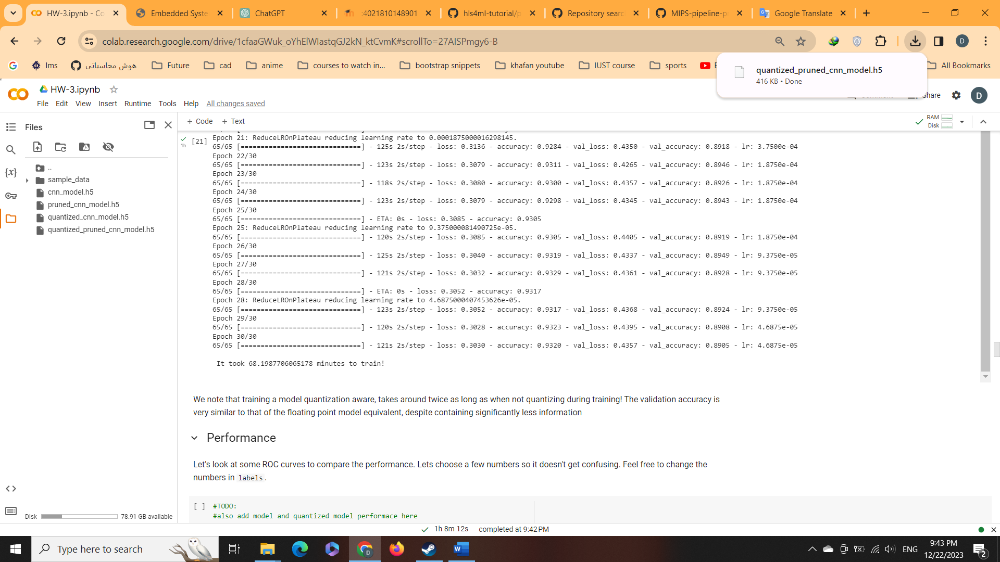 HW-3.ipynb - Co
Embedded Syste
ChatGPT
:4021810148901
hls4ml-tutorial/p
Repository searc
MIPS-pipeline-p
Google Translate
colab.research.google.com/drive/1cfaaGWuk_oYhElWIastqGJ2kN_ktCvmK#scrollTo=27AlSPmgy6-B
D
lms
هوش محاسباتی
Future
cad
anime
courses to watch in...
bootstrap snippets
khafan youtube
IUST course
sports
All Bookmarks
quantized_pruned_cnn_model.h5
416 KB • Done
HW-3.ipynb
File Edit View Insert Runtime Tools Help All changes saved
Share
D
Files
+ Code + Text
RAM
Disk
..
sample_data
cnn_model.h5
pruned_cnn_model.h5
quantized_cnn_model.h5
quantized_pruned_cnn_model.h5
{x}
1h
[21]
Epoch 21: ReduceLROnPlateau reducing learning rate to 0.0001875000016298145.
65/65 [==============================] - 125s 2s/step - loss: 0.3136 - accuracy: 0.9284 - val_loss: 0.4350 - val_accuracy: 0.8918 - lr: 3.7500e-04
Epoch 22/30
65/65 [==============================] - 123s 2s/step - loss: 0.3079 - accuracy: 0.9311 - val_loss: 0.4265 - val_accuracy: 0.8946 - lr: 1.8750e-04
Epoch 23/30
65/65 [==============================] - 118s 2s/step - loss: 0.3080 - accuracy: 0.9300 - val_loss: 0.4357 - val_accuracy: 0.8926 - lr: 1.8750e-04
Epoch 24/30
65/65 [==============================] - 123s 2s/step - loss: 0.3079 - accuracy: 0.9298 - val_loss: 0.4345 - val_accuracy: 0.8943 - lr: 1.8750e-04
Epoch 25/30
65/65 [==============================] - ETA: 0s - loss: 0.3085 - accuracy: 0.9305
Epoch 25: ReduceLROnPlateau reducing learning rate to 9.375000081490725e-05.
65/65 [==============================] - 120s 2s/step - loss: 0.3085 - accuracy: 0.9305 - val_loss: 0.4405 - val_accuracy: 0.8919 - lr: 1.8750e-04
Epoch 26/30
65/65 [==============================] - 125s 2s/step - loss: 0.3040 - accuracy: 0.9319 - val_loss: 0.4337 - val_accuracy: 0.8949 - lr: 9.3750e-05
Epoch 27/30
65/65 [==============================] - 121s 2s/step - loss: 0.3032 - accuracy: 0.9329 - val_loss: 0.4361 - val_accuracy: 0.8928 - lr: 9.3750e-05
Epoch 28/30
65/65 [==============================] - ETA: 0s - loss: 0.3052 - accuracy: 0.9317
Epoch 28: ReduceLROnPlateau reducing learning rate to 4.6875000407453626e-05.
65/65 [==============================] - 123s 2s/step - loss: 0.3052 - accuracy: 0.9317 - val_loss: 0.4368 - val_accuracy: 0.8924 - lr: 9.3750e-05
Epoch 29/30
65/65 [==============================] - 120s 2s/step - loss: 0.3028 - accuracy: 0.9323 - val_loss: 0.4395 - val_accuracy: 0.8908 - lr: 4.6875e-05
Epoch 30/30
65/65 [==============================] - 121s 2s/step - loss: 0.3030 - accuracy: 0.9320 - val_loss: 0.4357 - val_accuracy: 0.8905 - lr: 4.6875e-05
It took 68.1987706065178 minutes to train!
We note that training a model quantization aware, takes around twice as long as when not quantizing during training! The validation accuracy is
very similar to that of the floating point model equivalent, despite containing significantly less information
Performance
Let's look at some ROC curves to compare the performance. Lets choose a few numbers so it doesn't get confusing. Feel free to change the
numbers in labels.
[ ] #TODO:
#also add model and quantized model performace here
Disk 78.91 GB available
1h 8m 12s completed at 9:42 PM
Type here to search
ENG
9:43 PM
12/22/2023
2